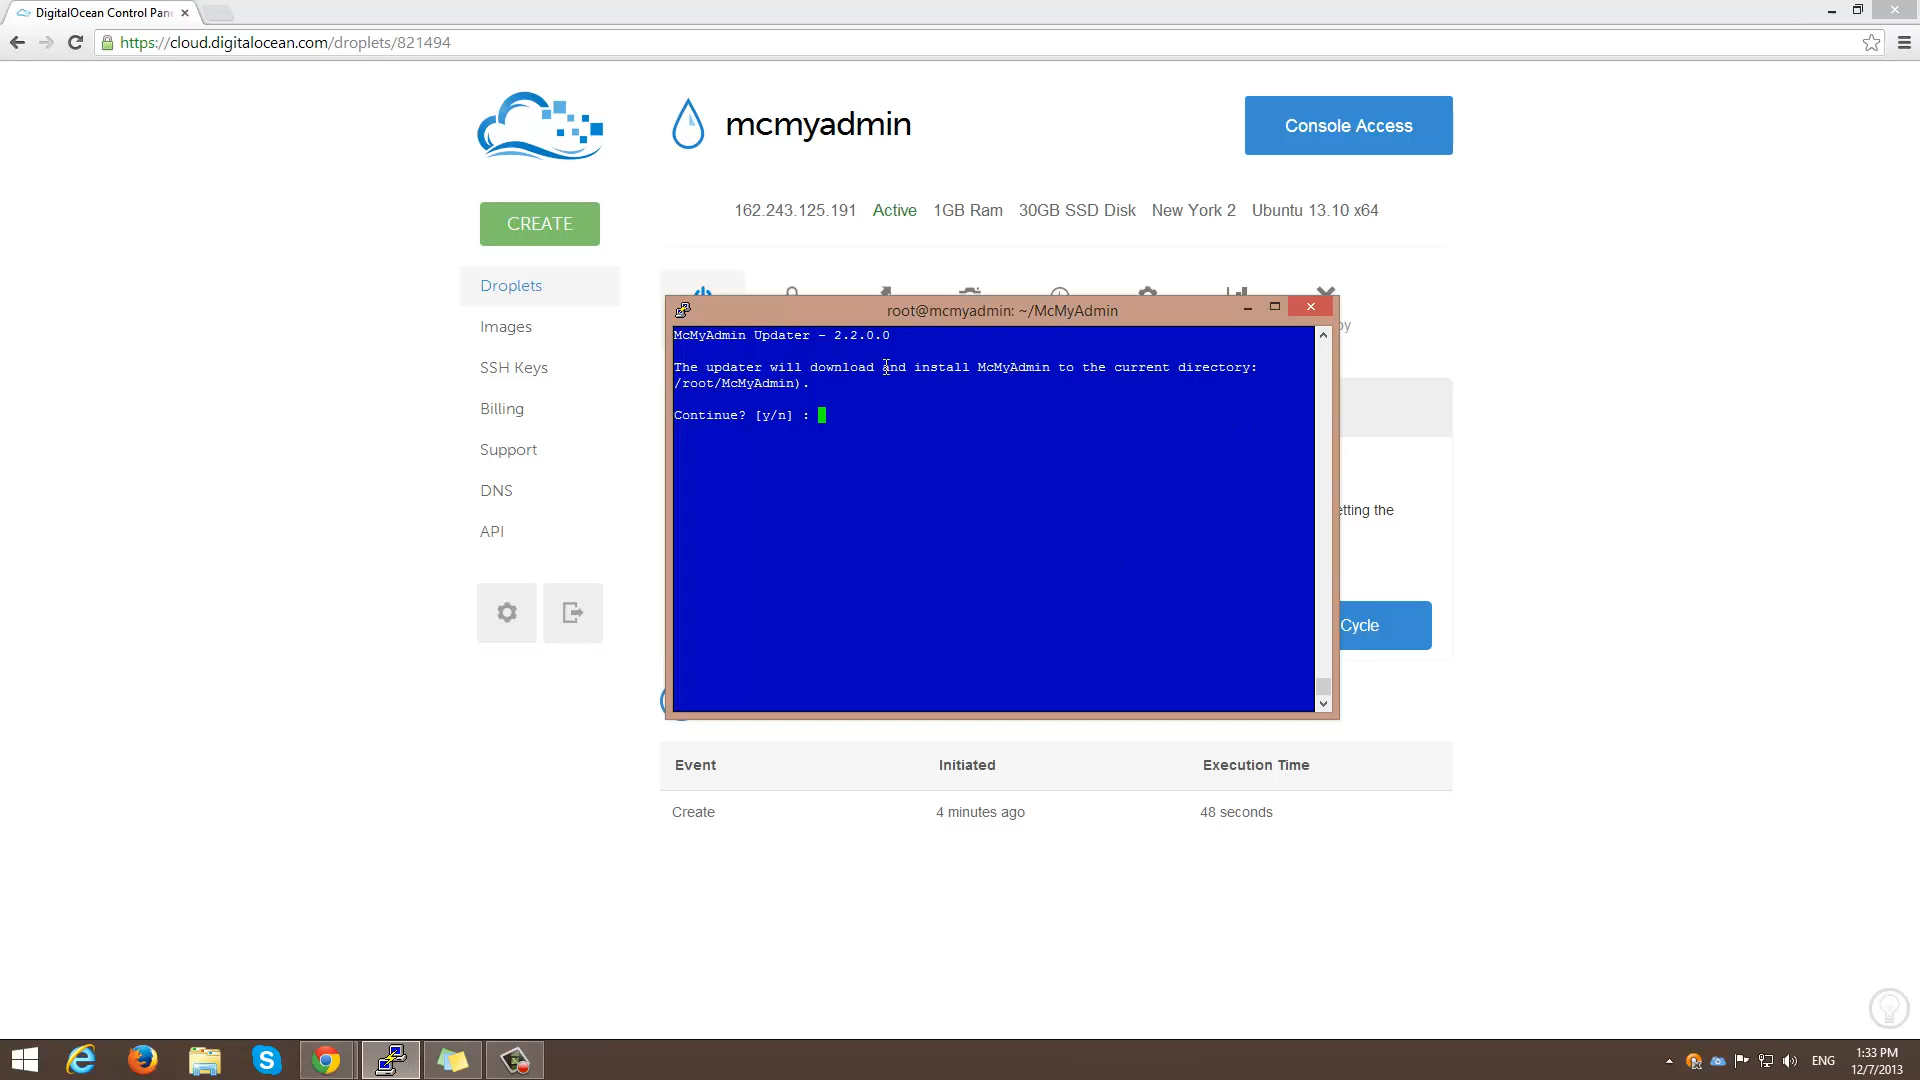 DigitalOcean Control Pan
https://cloud.digitalocean.com/droplets/821494
mcmyadmin
Console Access
162.243.125.191 Active 1GB Ram 30GB SSD Disk New York 2 Ubuntu 13.10 x64
CREATE
Droplets
Images
SSH Keys
Billing
Support
DNS
API
root@mcmyadmin: ~/McMyAdmin
McMyAdmin Updater - 2.2.0.0
The updater will download and install McMyAdmin to the current directory:
/root/McMyAdmin).
Continue? [y/n] :
oy
etting the
Cycle
Event Initiated Execution Time
Create 4 minutes ago 48 seconds
ENG
1:33 PM
12/7/2013